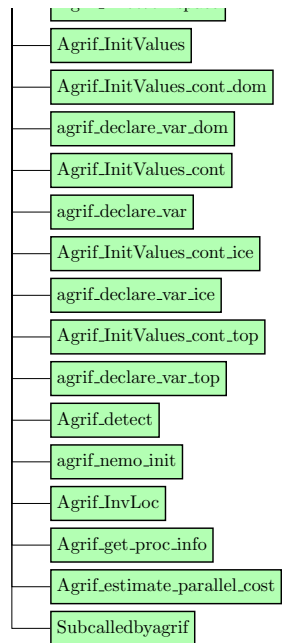 Agrif_InitValues
Agrif_InitValues_cont_dom
agrif_declare_var_dom
Agrif_InitValues_cont
agrif_declare_var
Agrif_InitValues_cont_ice
agrif_declare_var_ice
Agrif_InitValues_cont_top
agrif_declare_var_top
Agrif_detect
agrif_nemo_init
Agrif_InvLoc
Agrif_get_proc_info
Agrif_estimate_parallel_cost
Subcalledbyagrif